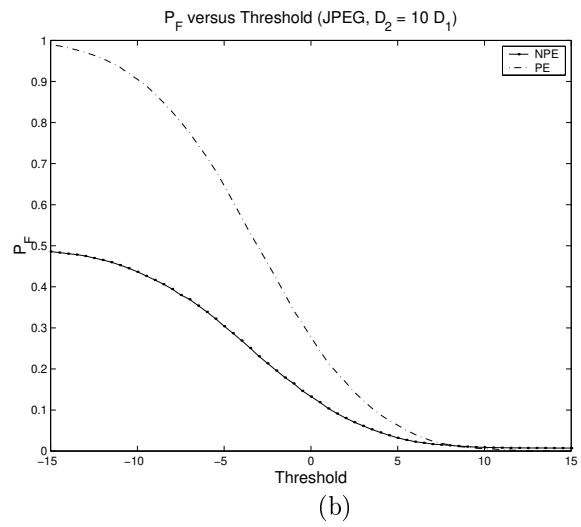 P_F versus Threshold (JPEG, D_2 = 10 D_1)
NPE
PE
1
0.9
0.8
0.7
0.6
0.5
0.4
0.3
0.2
0.1
0
P_F
−15 −10 −5 0 5 10 15
Threshold
(b)